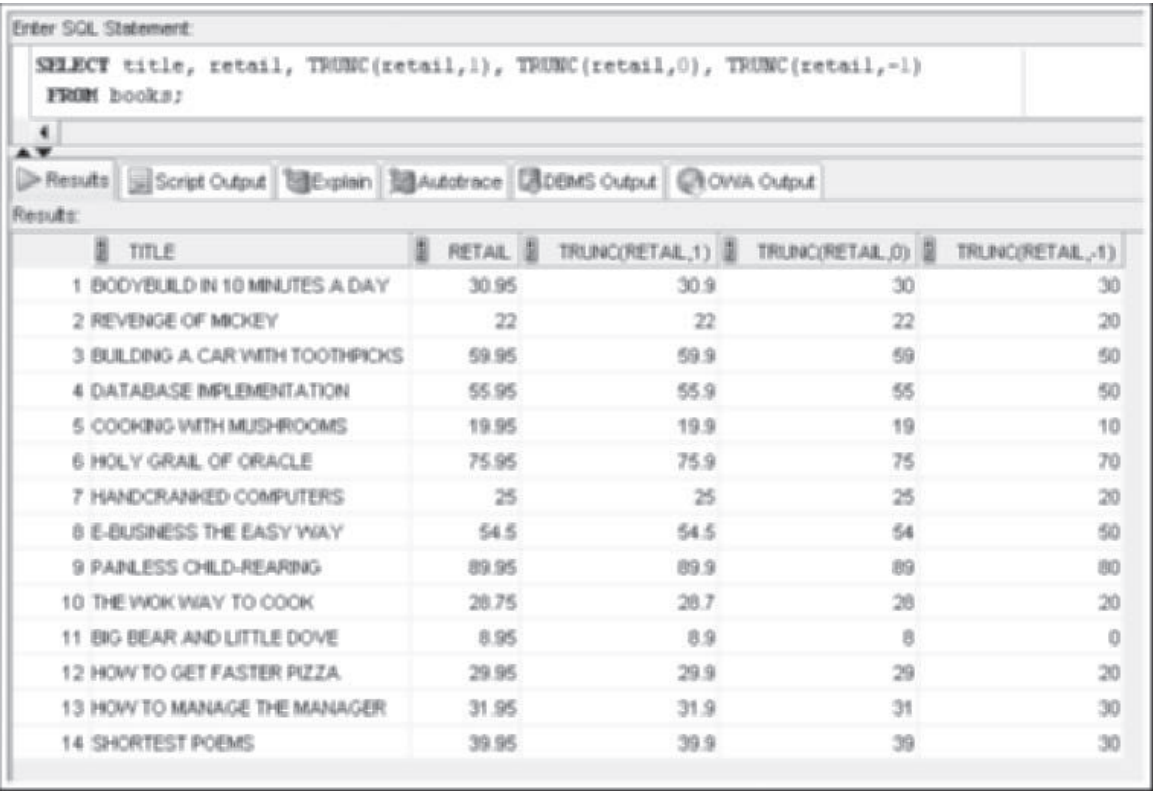 Enter SQL Statement:
SELECT title, retail, TRUNC(retail,1), TRUNC(retail,0), TRUNC(retail,-1)
FROM books;
Results Script Output Explain Autotrace DBMS Output OWA Output
Results:
TITLE RETAIL TRUNC(RETAIL,1) TRUNC(RETAIL,0) TRUNC(RETAIL,-1)
1 BODYBUILD IN 10 MINUTES A DAY 30.95 30.9 30 30
2 REVENGE OF MICKEY 22 22 22 20
3 BUILDING A CAR WITH TOOTHPICKS 59.95 59.9 59 50
4 DATABASE IMPLEMENTATION 55.95 55.9 55 50
5 COOKING WITH MUSHROOMS 19.95 19.9 19 10
6 HOLY GRAIL OF ORACLE 75.95 75.9 75 70
7 HANDCRANKED COMPUTERS 25 25 25 20
8 E-BUSINESS THE EASY WAY 54.5 54.5 54 50
9 PAINLESS CHILD-REARING 89.95 89.9 89 80
10 THE WOK WAY TO COOK 28.75 28.7 28 20
11 BIG BEAR AND LITTLE DOVE 8.95 8.9 8 0
12 HOW TO GET FASTER PIZZA 29.95 29.9 29 20
13 HOW TO MANAGE THE MANAGER 31.95 31.9 31 30
14 SHORTEST POEMS 39.95 39.9 39 30